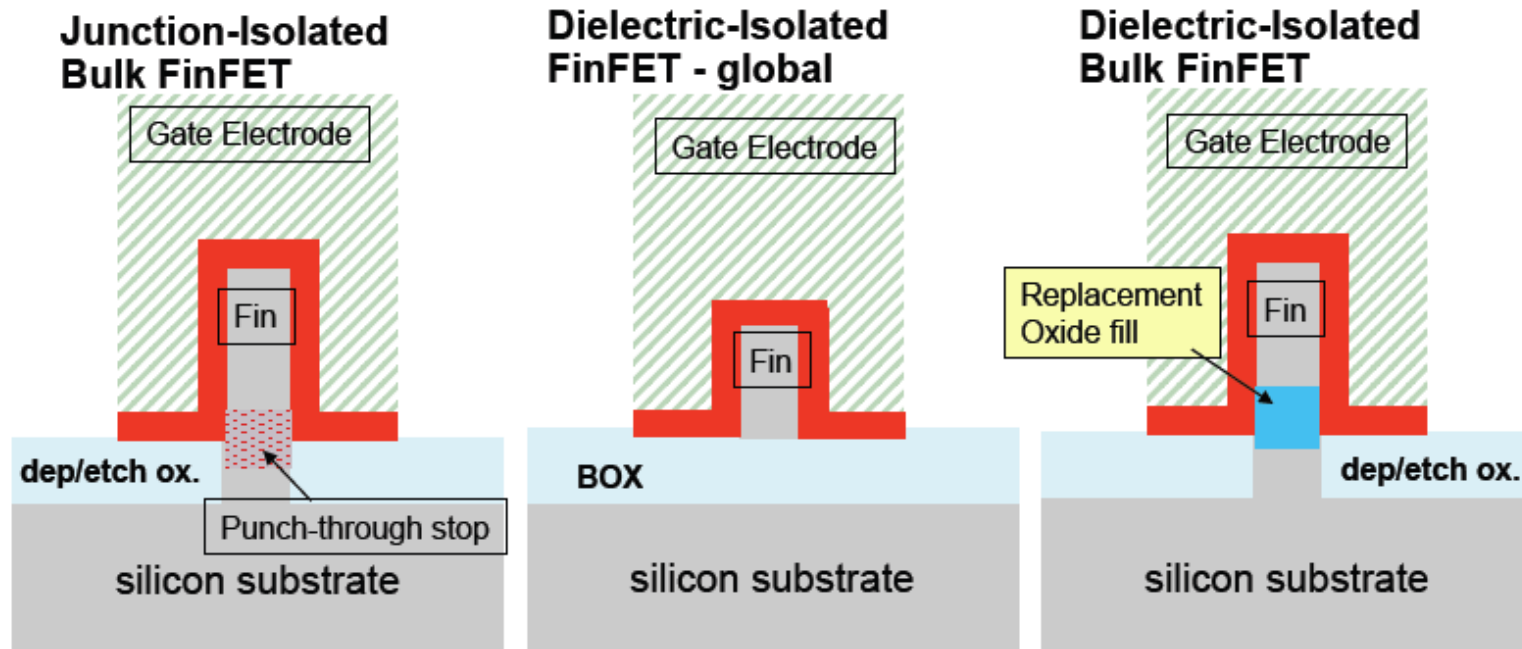 Junction-Isolated
Bulk FinFET
Gate Electrode
Fin
dep/etch ox.
Punch-through stop
silicon substrate
Dielectric-Isolated
FinFET - global
Gate Electrode
Fin
BOX
silicon substrate
Dielectric-Isolated
Bulk FinFET
Gate Electrode
Replacement
Oxide fill
Fin
dep/etch ox.
silicon substrate